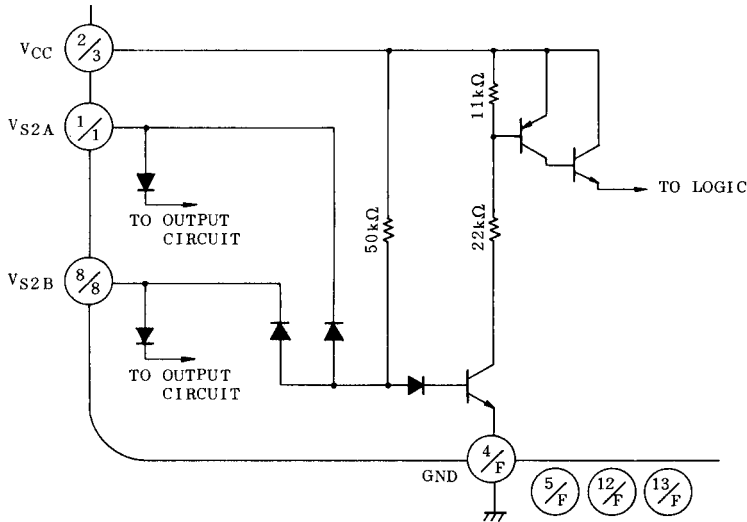 VCC 2/3
VS2A 1/1
TO OUTPUT
CIRCUIT
VS2B 8/8
TO OUTPUT
CIRCUIT
50kΩ
11kΩ
22kΩ
TO LOGIC
GND 4/F
5/F 12/F 13/F